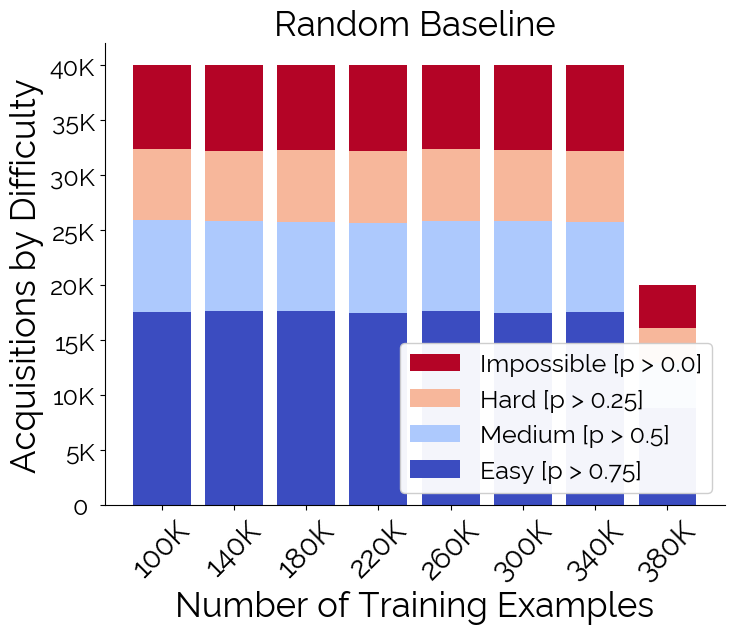 Random Baseline
Acquisitions by Difficulty
40K
35K
30K
25K
20K
15K
10K
5K
0
Impossible [p > 0.0]
Hard [p > 0.25]
Medium [p > 0.5]
Easy [p > 0.75]
100K
140K
180K
220K
260K
300K
340K
380K
Number of Training Examples